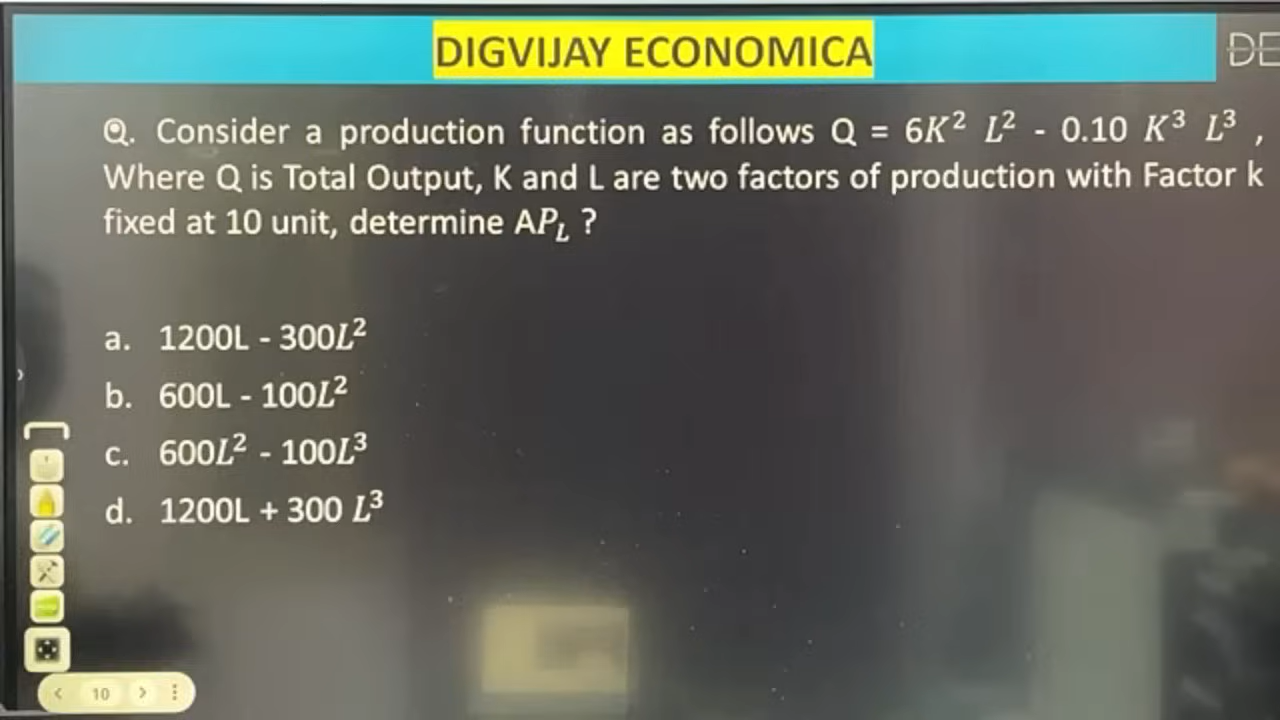 DIGVIJAY ECONOMICA
DE
Q. Consider a production function as follows Q = 6K² L² - 0.10 K³ L³ ,
Where Q is Total Output, K and L are two factors of production with Factor k
fixed at 10 unit, determine AP_L ?
a. 1200L - 300L²
b. 600L - 100L²
c. 600L² - 100L³
d. 1200L + 300 L³
< 10 >